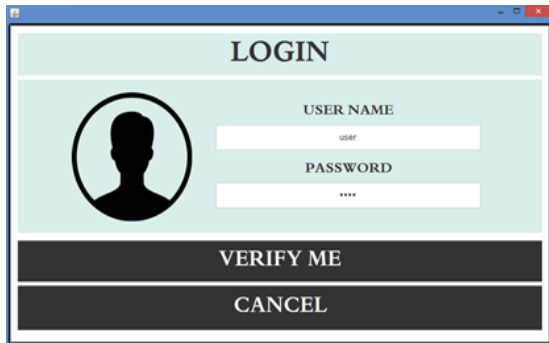 LOGIN
USER NAME
user
PASSWORD
••••
VERIFY ME
CANCEL